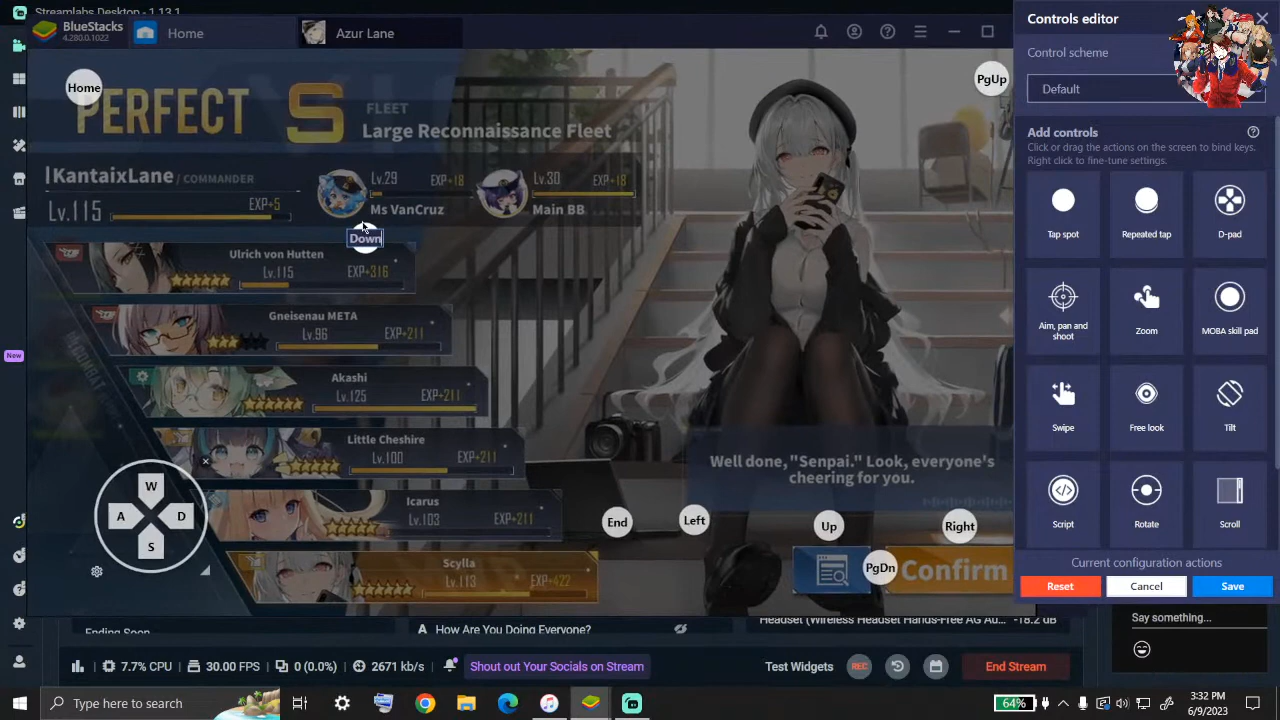 Streamlabs Desktop - 1.13.1
BlueStacks
4.280.0.1022
Home
Azur Lane
Controls editor
Control scheme
Default
Add controls
Click or drag the actions on the screen to bind keys.
Right click to fine-tune settings.
Tap spot
Repeated tap
D-pad
Aim, pan and shoot
Zoom
MOBA skill pad
Swipe
Free look
Tilt
Script
Rotate
Scroll
Current configuration actions
Reset
Cancel
Save
Home
PgUp
PERFECT S
FLEET
Large Reconnaissance Fleet
KantaixLane / COMMANDER
Lv.115
EXP+5
Lv.29
EXP+18
Ms VanCruz
Lv.30
EXP+18
Main BB
Down
Ulrich von Hutten
Lv.115
EXP+316
Gneisenau META
Lv.96
EXP+211
Akashi
Lv.125
EXP+211
Little Cheshire
Lv.100
EXP+211
Icarus
Lv.103
EXP+211
Scylla
Lv.113
EXP+422
W
A
D
S
Well done, "Senpai." Look, everyone's
cheering for you.
End
Left
Up
Right
PgDn
Confirm
New
Ending Soon
A How Are You Doing Everyone?
Headset (Wireless Headset Hands-Free AG Au...
-18.2 dB
Say something...
7.7% CPU
30.00 FPS
0 (0.0%)
2671 kb/s
Shout out Your Socials on Stream
Test Widgets
REC
End Stream
Type here to search
64%
3:32 PM
6/9/2023